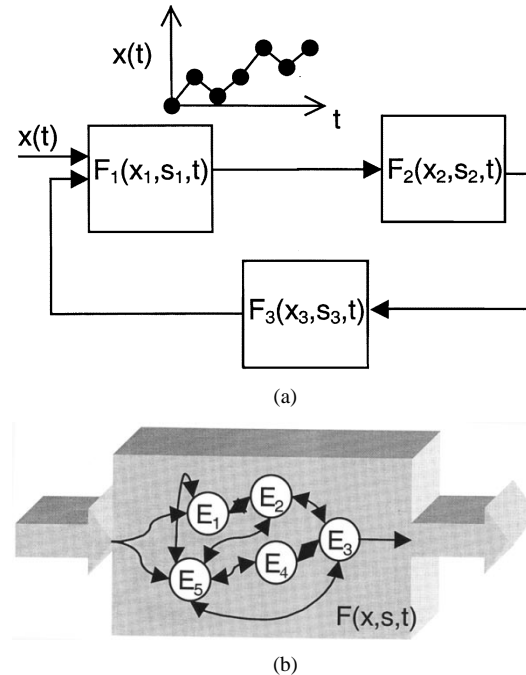 x(t)
t
x(t)
F₁(x₁,s₁,t)
F₂(x₂,s₂,t)
F₃(x₃,s₃,t)
(a)
E₁
E₂
E₃
E₄
E₅
F(x,s,t)
(b)